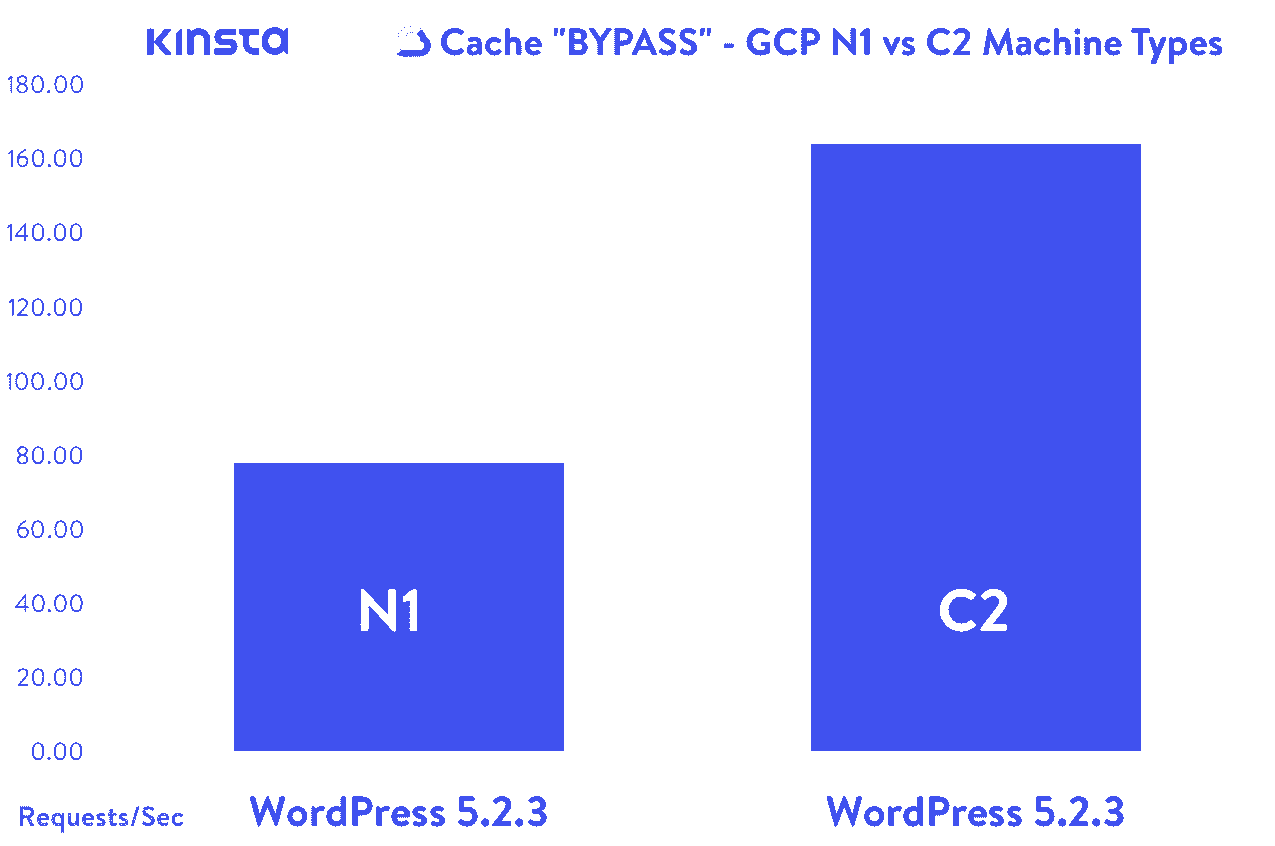 Kinsta
Cache "BYPASS" - GCP N1 vs C2 Machine Types
180.00
160.00
140.00
120.00
100.00
80.00
60.00
40.00
20.00
0.00
N1
C2
Requests/Sec
WordPress 5.2.3
WordPress 5.2.3